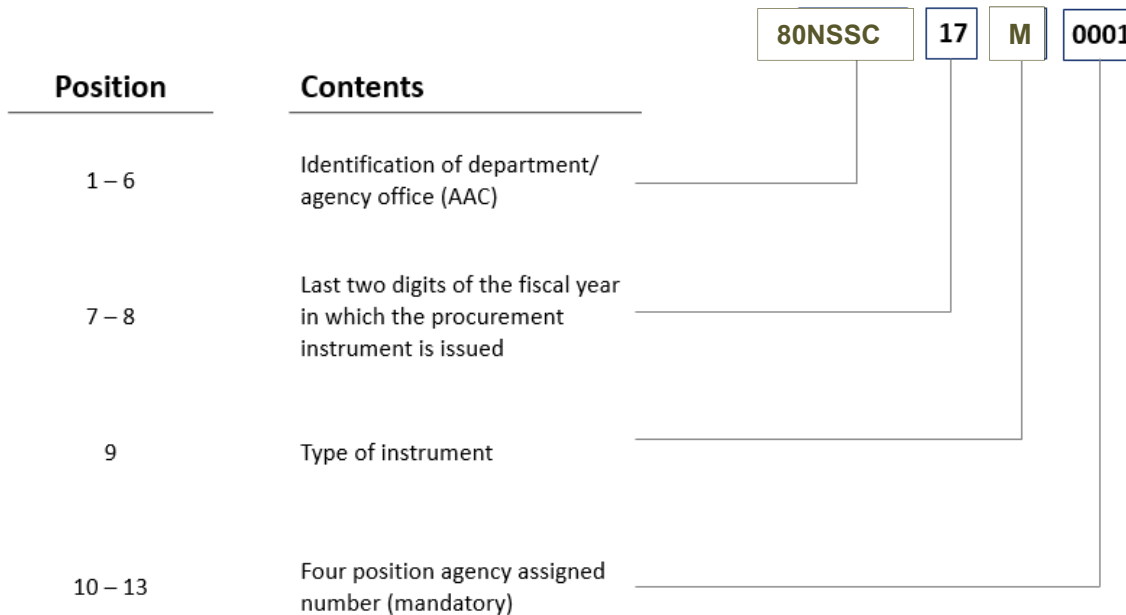 80NSSC 17 M 0001
Position Contents
1 – 6
Identification of department/
agency office (AAC)
7 – 8
Last two digits of the fiscal year
in which the procurement
instrument is issued
9
Type of instrument
10 – 13
Four position agency assigned
number (mandatory)